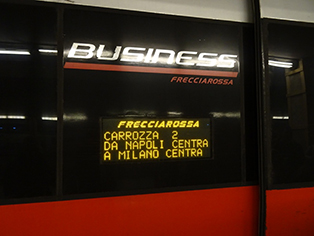 BUSINESS
FRECCIAROSSA
FRECCIAROSSA
CARROZZA 2
DA NAPOLI CENTRA
A MILANO CENTRA